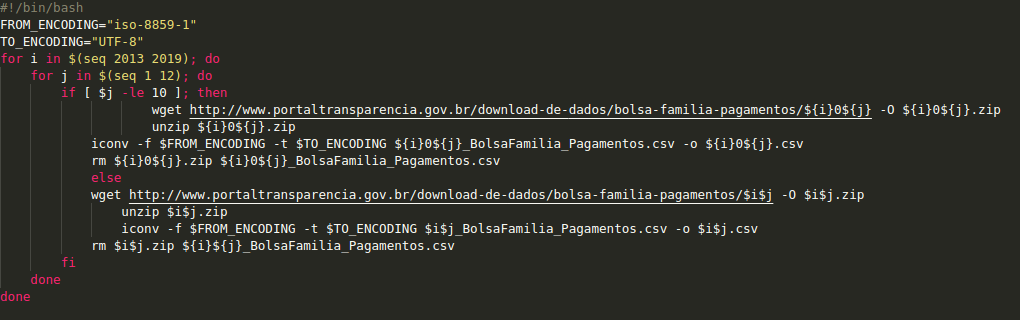 #!/bin/bash
FROM_ENCODING="iso-8859-1"
TO_ENCODING="UTF-8"
for i in $(seq 2013 2019); do
    for j in $(seq 1 12); do
        if [ $j -le 10 ]; then
                    wget http://www.portaltransparencia.gov.br/download-de-dados/bolsa-familia-pagamentos/${i}0${j} -O ${i}0${j}.zip
                    unzip ${i}0${j}.zip
            iconv -f $FROM_ENCODING -t $TO_ENCODING ${i}0${j}_BolsaFamilia_Pagamentos.csv -o ${i}0${j}.csv
            rm ${i}0${j}.zip ${i}0${j}_BolsaFamilia_Pagamentos.csv
            else
            wget http://www.portaltransparencia.gov.br/download-de-dados/bolsa-familia-pagamentos/$i$j -O $i$j.zip
                unzip $i$j.zip
                iconv -f $FROM_ENCODING -t $TO_ENCODING $i$j_BolsaFamilia_Pagamentos.csv -o $i$j.csv
            rm $i$j.zip ${i}${j}_BolsaFamilia_Pagamentos.csv
        fi
    done
done